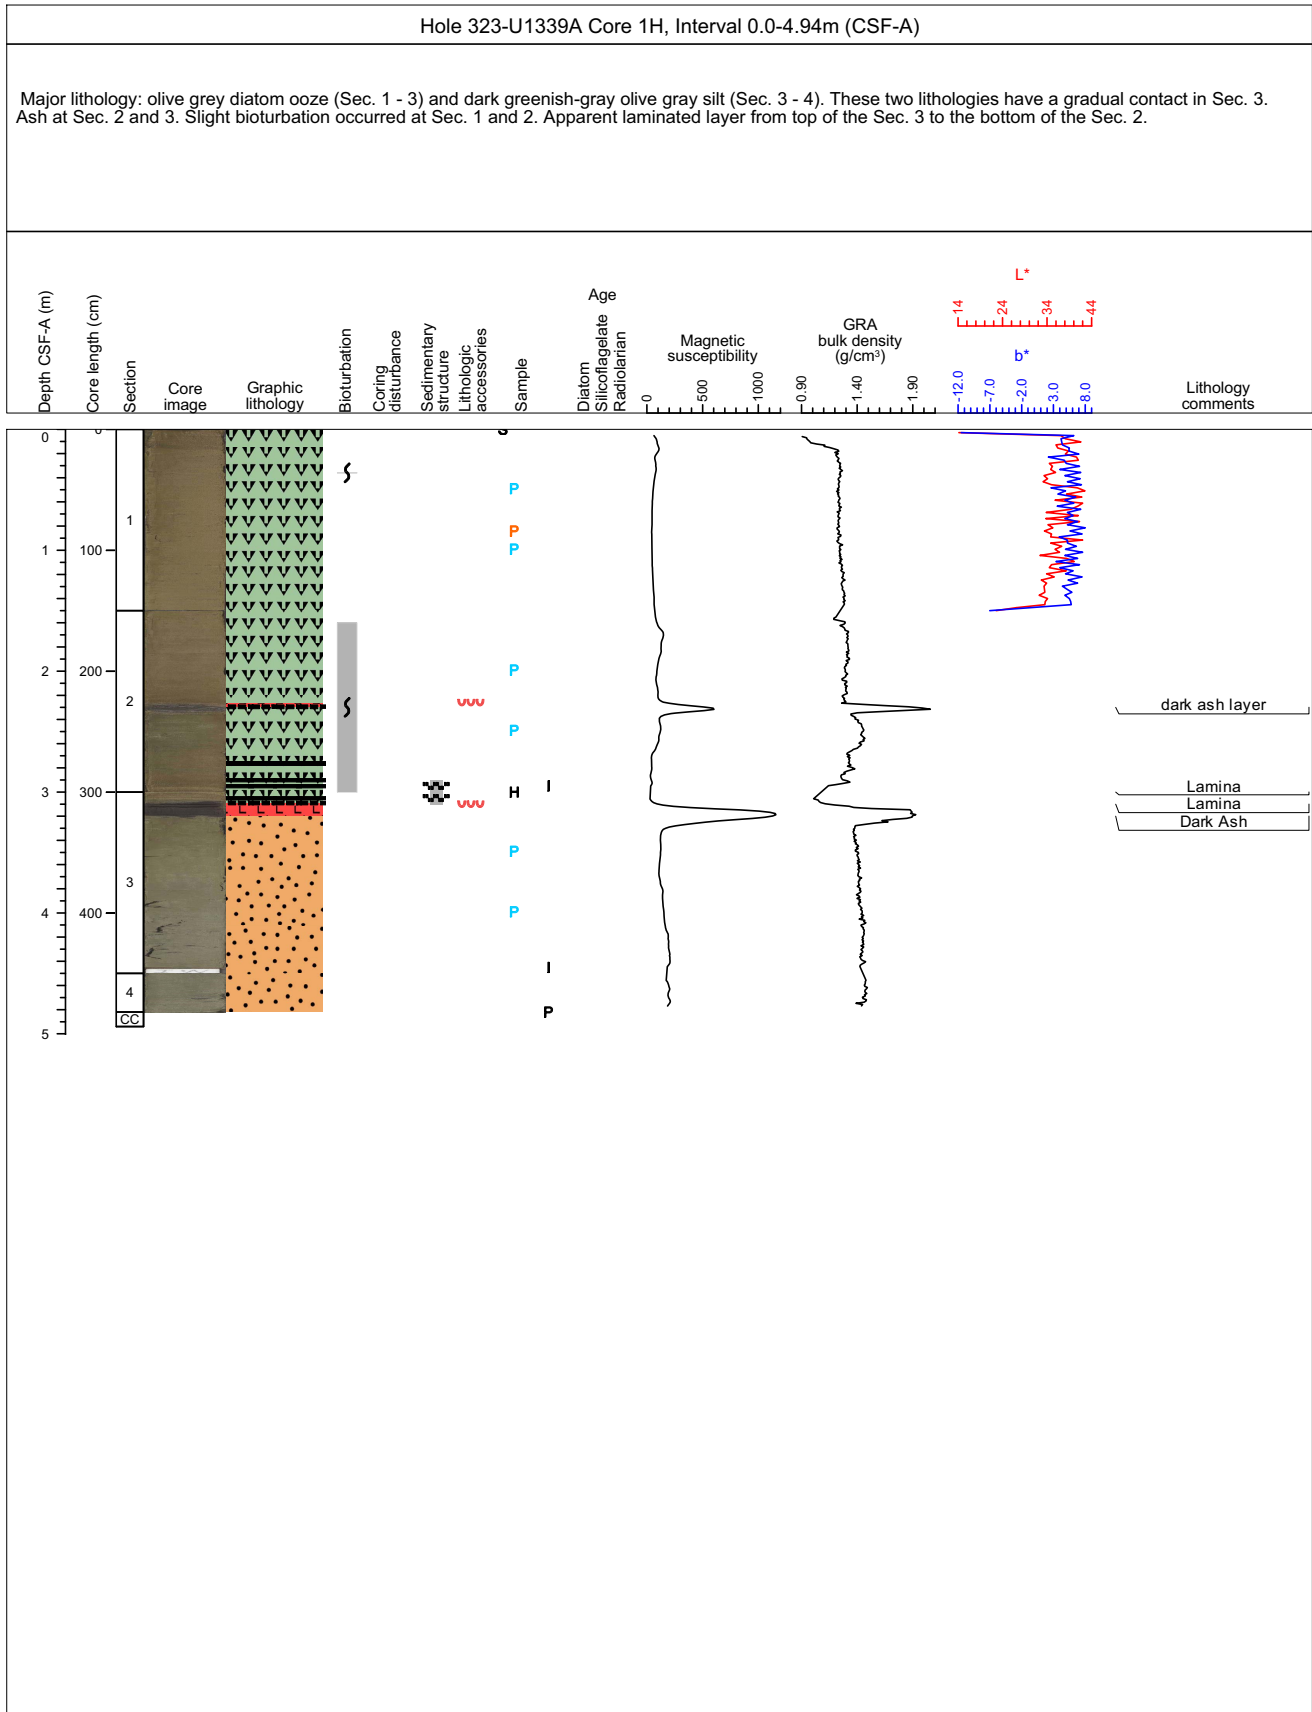 Hole 323-U1339A Core 1H, Interval 0.0-4.94m (CSF-A)
Major lithology: olive grey diatom ooze (Sec. 1 - 3) and dark greenish-gray olive gray silt (Sec. 3 - 4). These two lithologies have a gradual contact in Sec. 3.
Ash at Sec. 2 and 3. Slight bioturbation occurred at Sec. 1 and 2. Apparent laminated layer from top of the Sec. 3 to the bottom of the Sec. 2.
Depth CSF-A (m)
Core length (cm)
Section
Core
image
Graphic
lithology
Bioturbation
Coring
disturbance
Sedimentary
structure
Lithologic
accessories
Sample
Age
Diatom
Silicoflagelate
Radiolarian
Magnetic
susceptibility
0 500 1000
GRA
bulk density
(g/cm³)
0.90 1.40 1.90
L*
14 24 34 44
b*
-12.0 -7.0 -2.0 3.0 8.0
Lithology
comments
0 0
S
P
1
P
1 100 P
2 200 P
2 dark ash layer
P
3 300 H I Lamina
Lamina
Dark Ash
P
3
4 400 P
I
4
P
CC
5